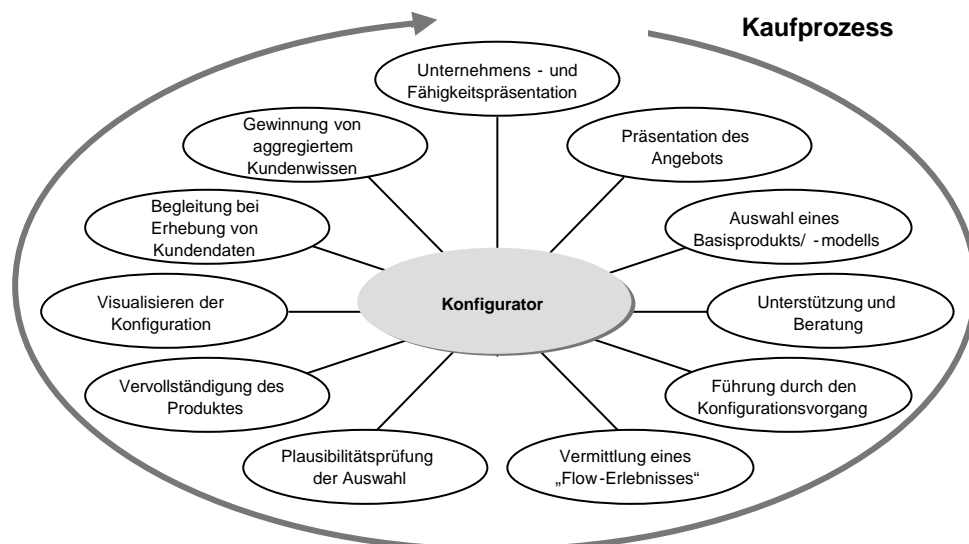 Kaufprozess
Unternehmens - und
Fähigkeitspräsentation
Präsentation des
Angebots
Auswahl eines
Basisprodukts/ -modells
Unterstützung und
Beratung
Führung durch den
Konfigurationsvorgang
Vermittlung eines
„Flow-Erlebnisses“
Plausibilitätsprüfung
der Auswahl
Vervollständigung des
Produktes
Visualisieren der
Konfiguration
Begleitung bei
Erhebung von
Kundendaten
Gewinnung von
aggregiertem
Kundenwissen
Konfigurator